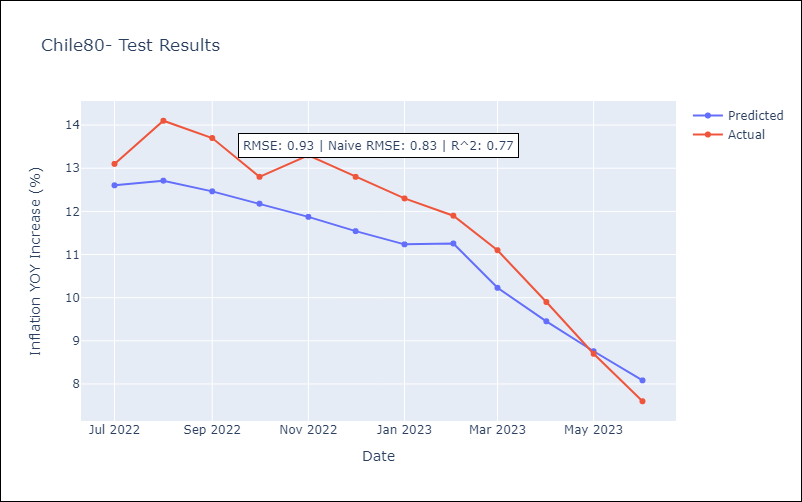 Chile80- Test Results
Predicted
Actual
RMSE: 0.93 | Naive RMSE: 0.83 | R^2: 0.77
Inflation YOY Increase (%)
14
13
12
11
10
9
8
Jul 2022 Sep 2022 Nov 2022 Jan 2023 Mar 2023 May 2023
Date